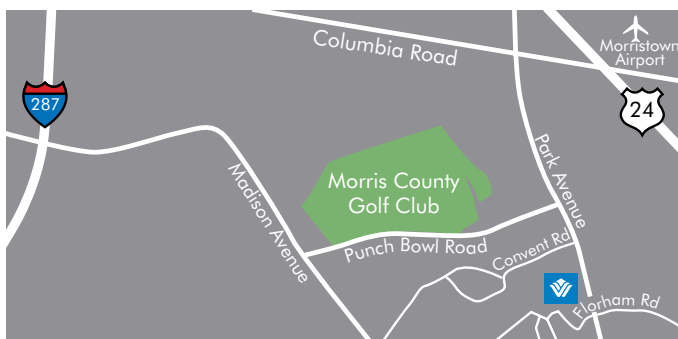 Columbia Road
Morristown
Airport
287
24
Park Avenue
Madison Avenue
Morris County
Golf Club
Punch Bowl Road
Convent Rd
Florham Rd